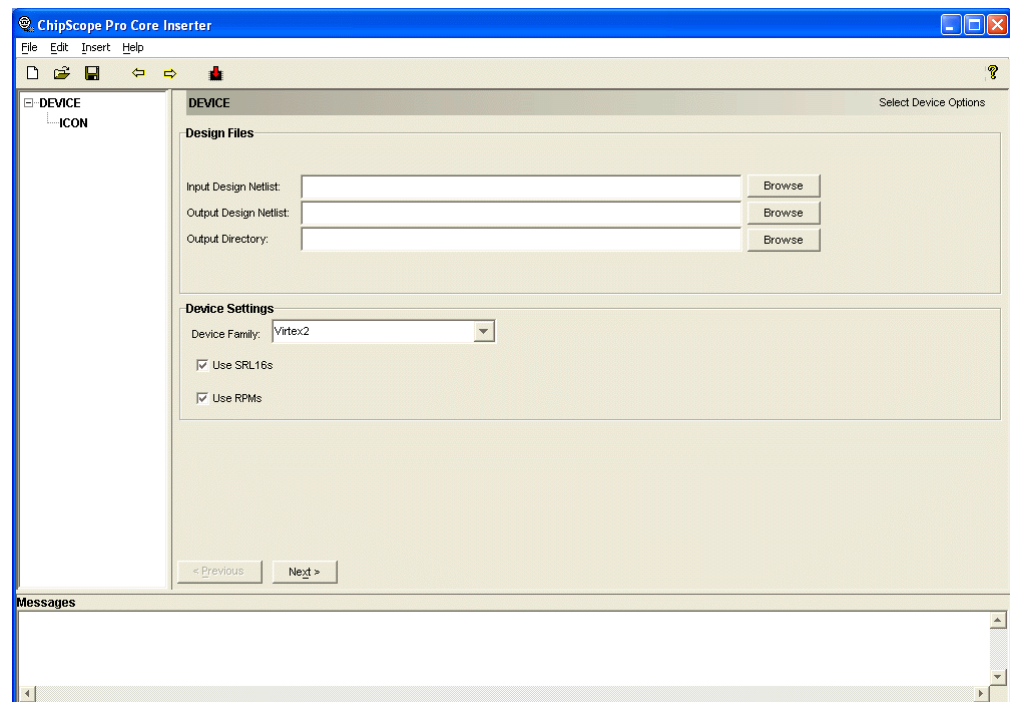 ChipScope Pro Core Inserter
File Edit Insert Help
DEVICE
ICON
DEVICE Select Device Options
Design Files
Input Design Netlist: Browse
Output Design Netlist: Browse
Output Directory: Browse
Device Settings
Device Family: Virtex2
Use SRL16s
Use RPMs
< Previous Next >
Messages